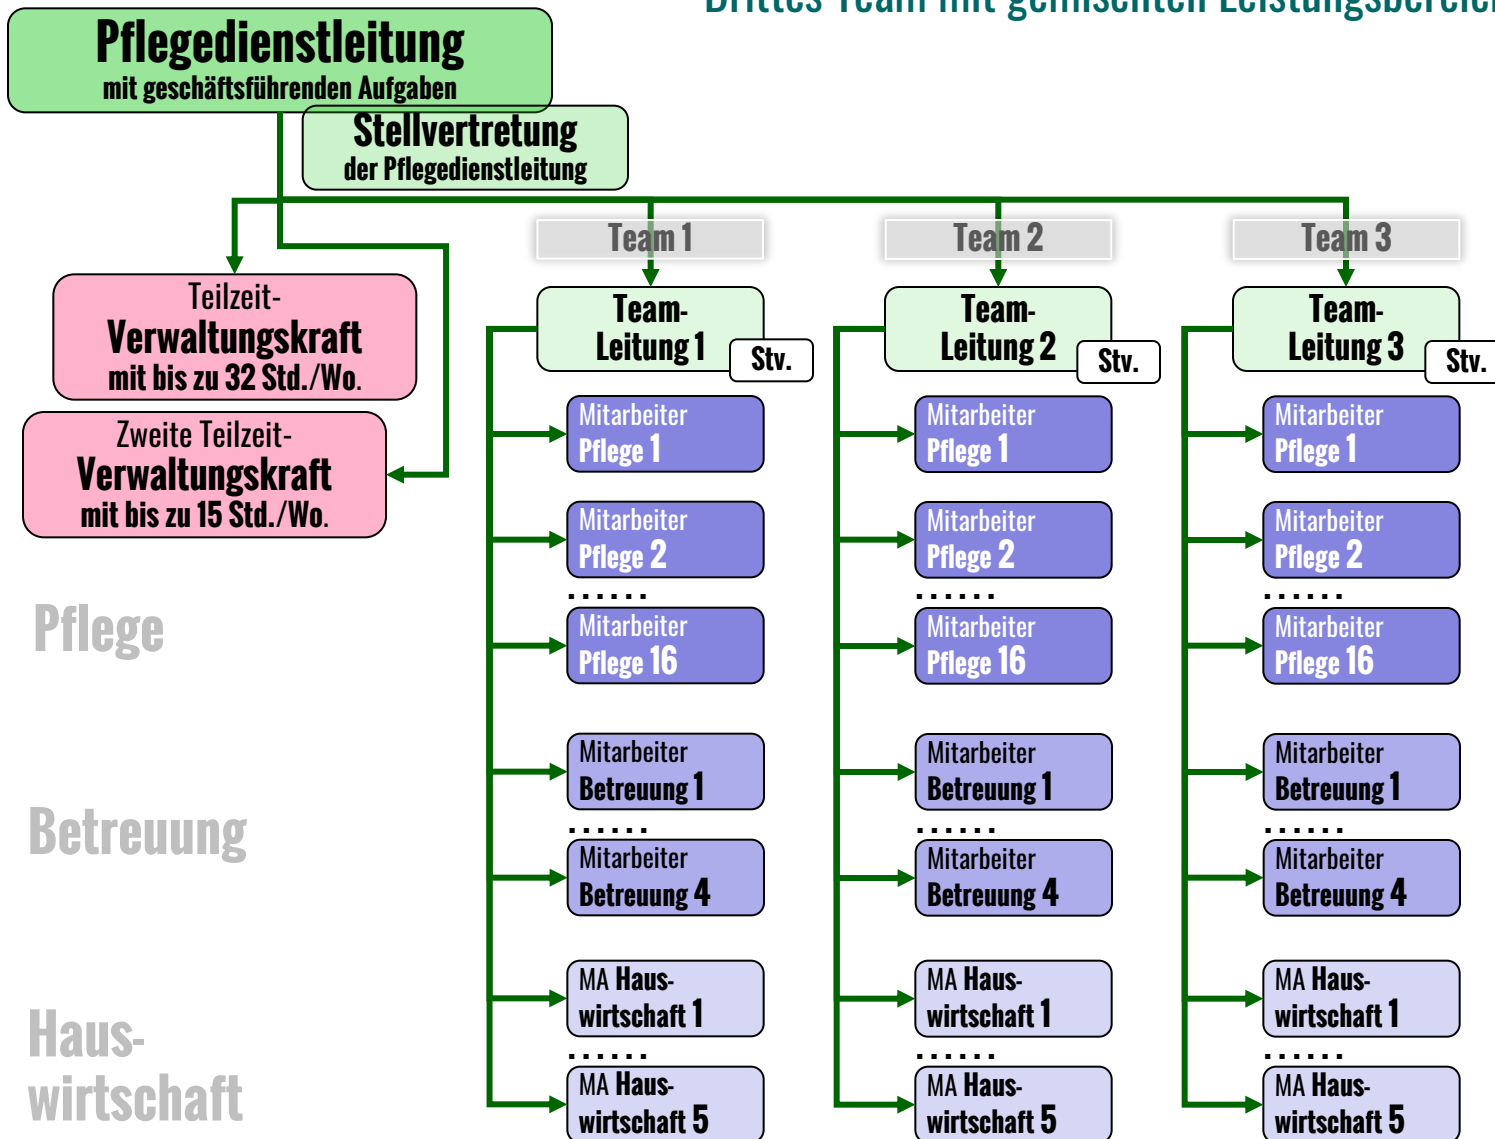 Drittes Team mit gemischten
Pflegedienstleitung
mit geschäftsführenden Aufgaben
Stellvertretung
der Pflegedienstleitung
Teilzeit-
Verwaltungskraft
mit bis zu 32 Std./Wo.
Zweite Teilzeit-
Verwaltungskraft
mit bis zu 15 Std./Wo.
Pflege
Betreuung
Haus-
wirtschaft
Team 1
Team-
Leitung 1
Stv.
Mitarbeiter
Pflege 1
Mitarbeiter
Pflege 2
......
Mitarbeiter
Pflege 16
Mitarbeiter
Betreuung 1
......
Mitarbeiter
Betreuung 4
MA Haus-
wirtschaft 1
......
MA Haus-
wirtschaft 5
Team 2
Team-
Leitung 2
Stv.
Mitarbeiter
Pflege 1
Mitarbeiter
Pflege 2
......
Mitarbeiter
Pflege 16
Mitarbeiter
Betreuung 1
......
Mitarbeiter
Betreuung 4
MA Haus-
wirtschaft 1
......
MA Haus-
wirtschaft 5
Team 3
Team-
Leitung 3
Stv.
Mitarbeiter
Pflege 1
Mitarbeiter
Pflege 2
......
Mitarbeiter
Pflege 16
Mitarbeiter
Betreuung 1
......
Mitarbeiter
Betreuung 4
MA Haus-
wirtschaft 1
......
MA Haus-
wirtschaft 5